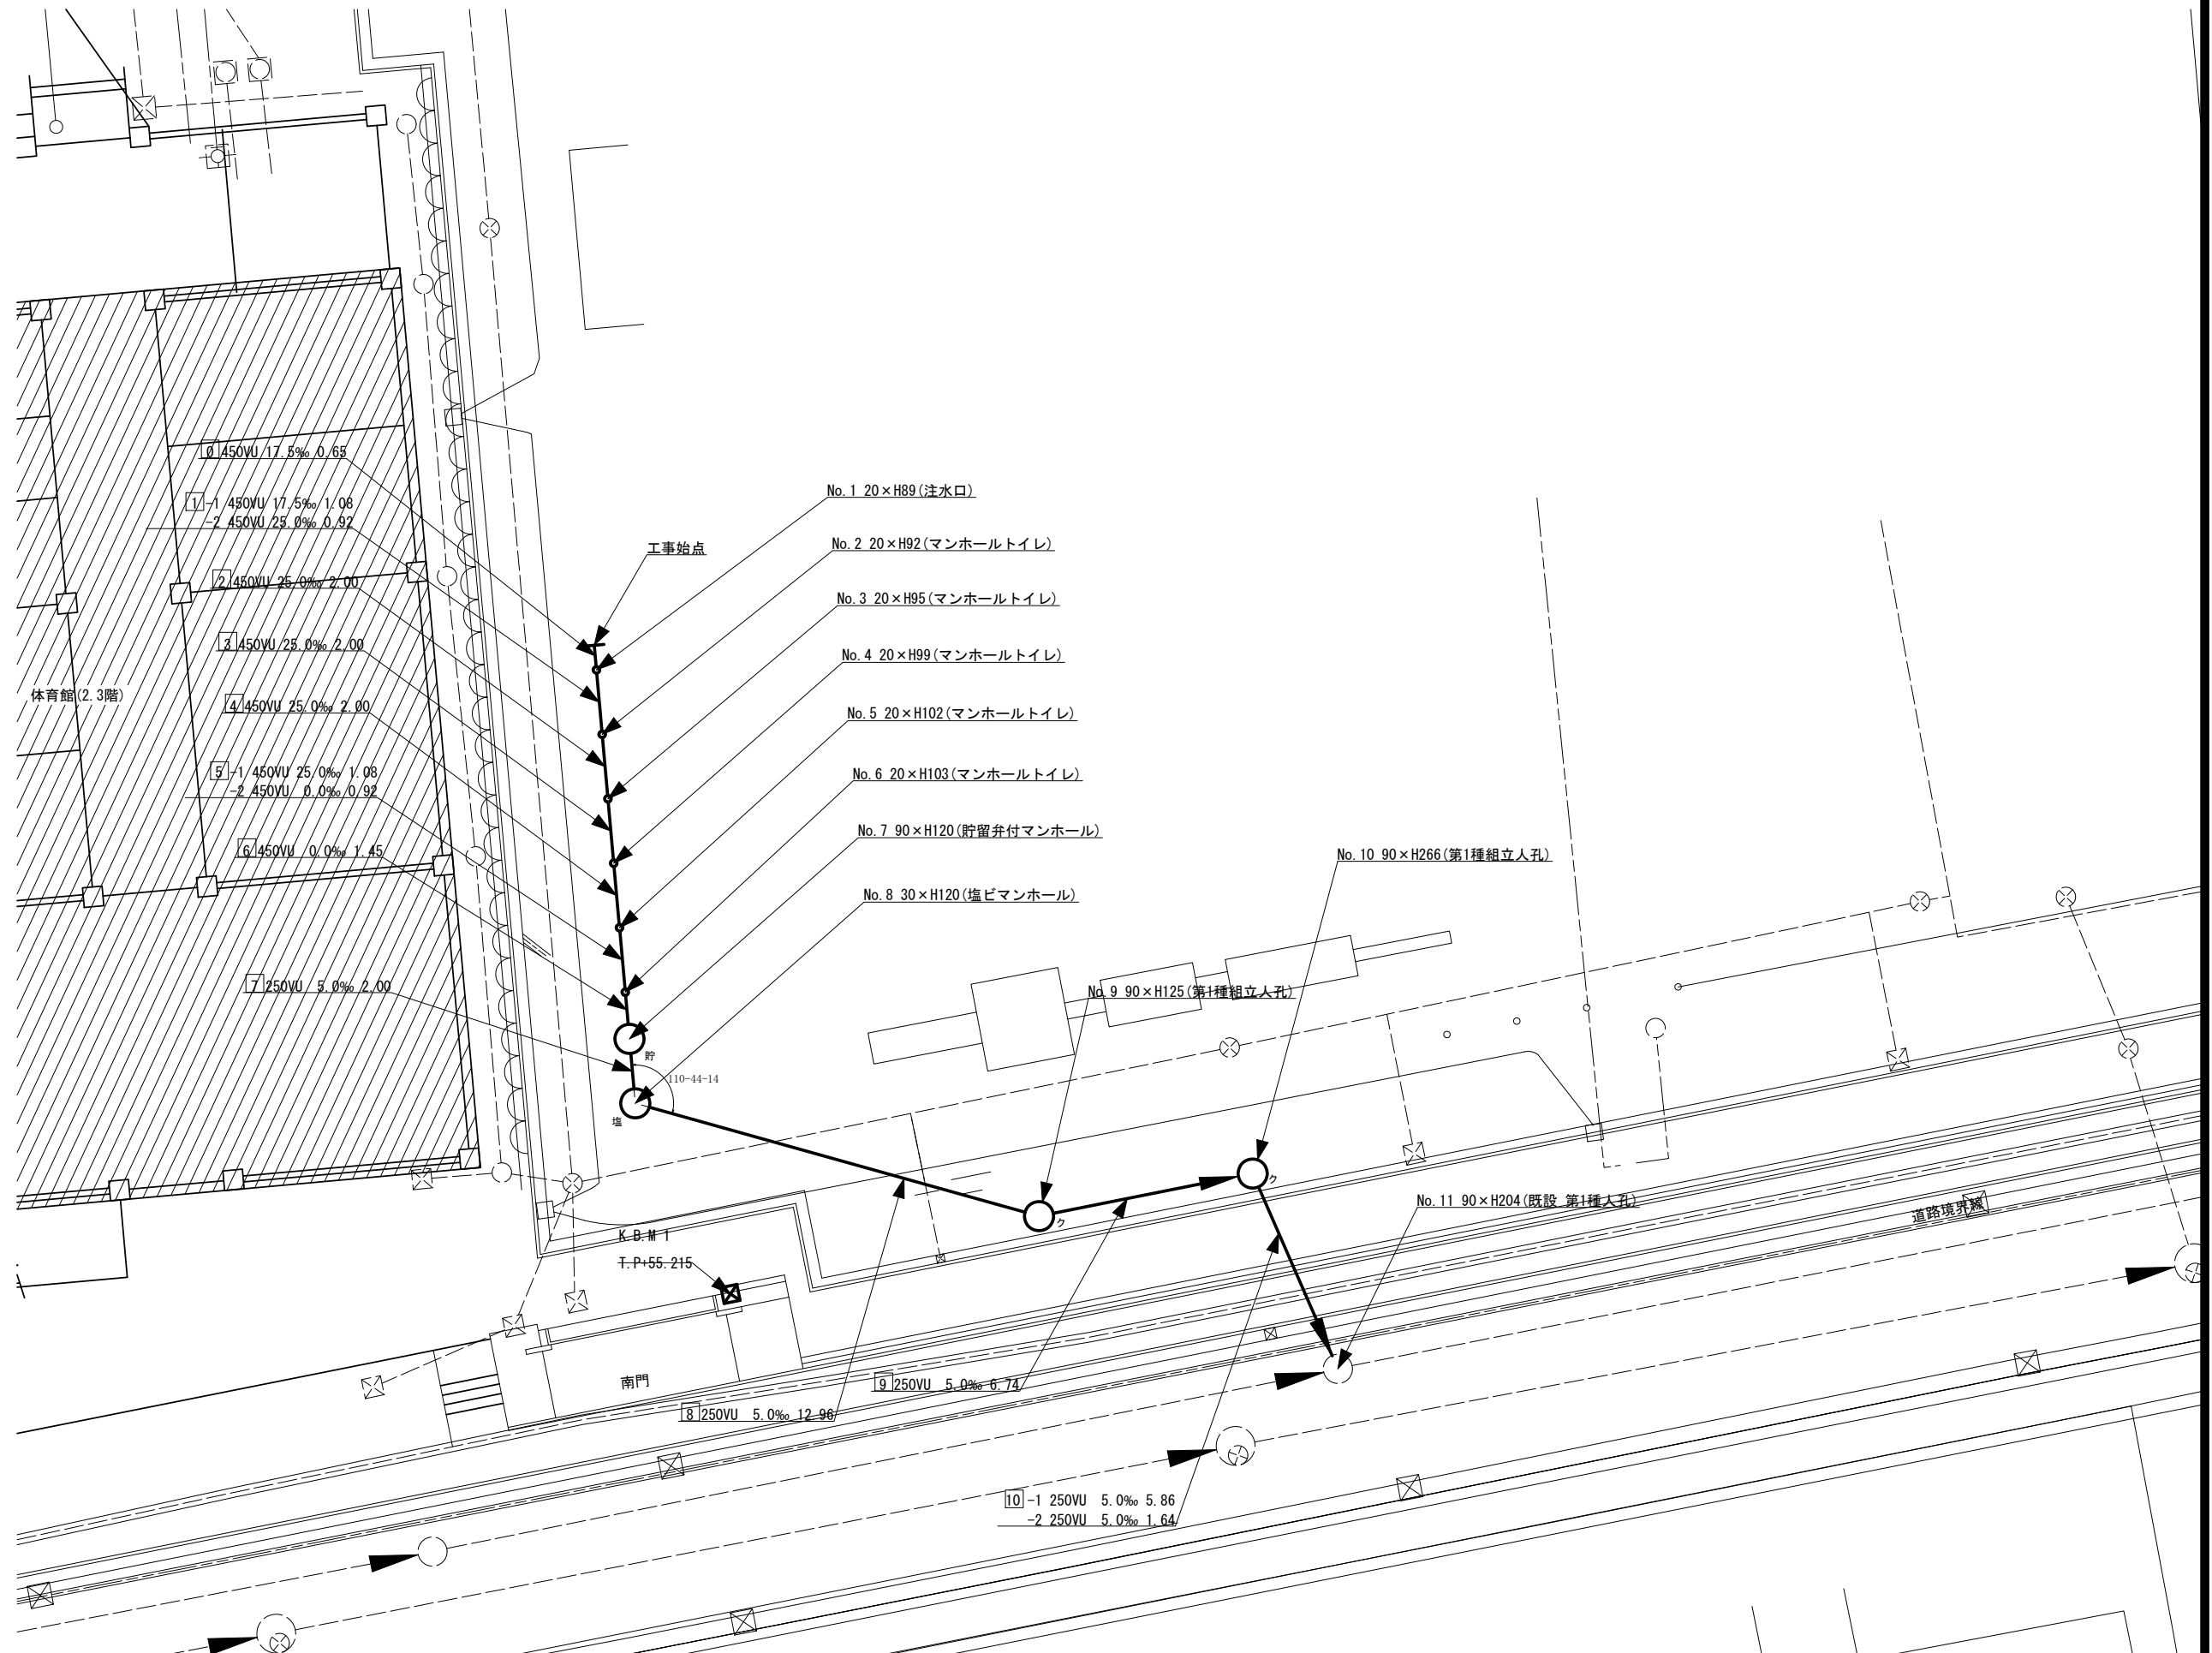 0 450VU 17.5‰ 0.65
1 -1 450VU 17.5‰ 1.08
-2 450VU 25.0‰ 0.92
2 450VU 25.0‰ 2.00
3 450VU 25.0‰ 2.00
体育館(2.3階)
4 450VU 25.0‰ 2.00
5 -1 450VU 25.0‰ 1.08
-2 450VU 0.0‰ 0.92
6 450VU 0.0‰ 1.45
7 250VU 5.0‰ 2.00
工事始点
No.1 20×H89(注水口)
No.2 20×H92(マンホールトイレ)
No.3 20×H95(マンホールトイレ)
No.4 20×H99(マンホールトイレ)
No.5 20×H102(マンホールトイレ)
No.6 20×H103(マンホールトイレ)
No.7 90×H120(貯留弁付マンホール)
No.8 30×H120(塩ビマンホール)
No.9 90×H125(第1種組立人孔)
No.10 90×H266(第1種組立人孔)
No.11 90×H204(既設 第1種人孔)
貯
110-44-14
塩
ク
ク
道路境界線
K.B.M 1
T.P+55.215
南門
8 250VU 5.0‰ 12.96
9 250VU 5.0‰ 6.74
10 -1 250VU 5.0‰ 5.86
-2 250VU 5.0‰ 1.64